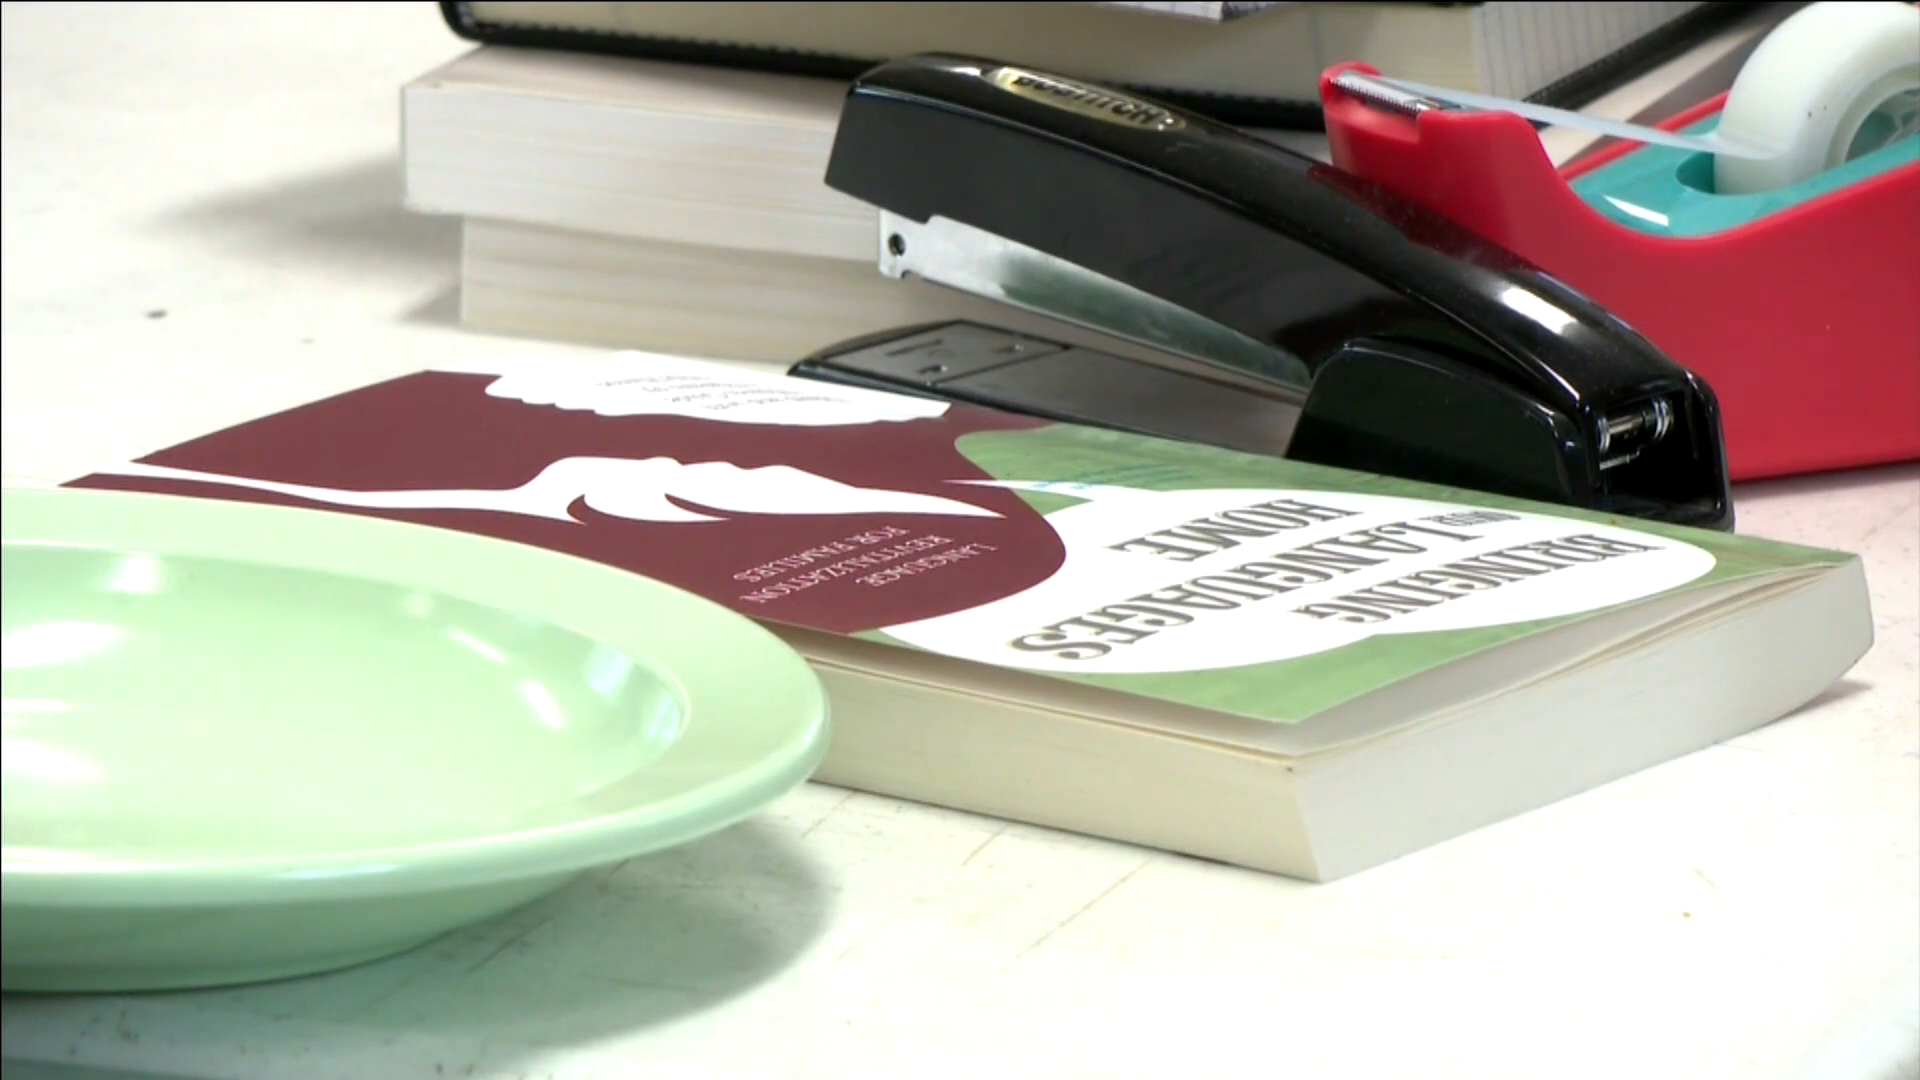 BOSTITCH
BRINGING
OUR LANGUAGES
HOME
LANGUAGE
REVITALIZATION
FOR FAMILIES